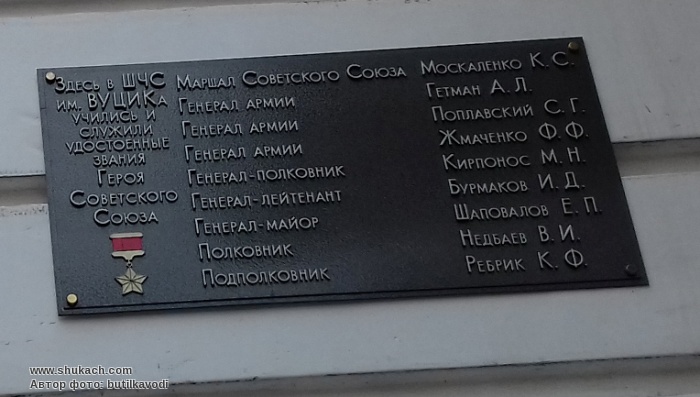 Здесь в ШЧС
им. ВУЦИКа
учились и
служили
удостоенные
звания
Героя
Советского
Союза
Маршал Советского Союза Москаленко К. С.
Генерал армии Гетман А. Л.
Генерал армии Поплавский С. Г.
Генерал армии Жмаченко Ф. Ф.
Генерал-полковник Кирпонос М. Н.
Генерал-лейтенант Бурмаков И. Д.
Генерал-майор Шаповалов Е. П.
Полковник Недбаев В. И.
Подполковник Ребрик К. Ф.
www.shukach.com
Автор фото: butilkavodi